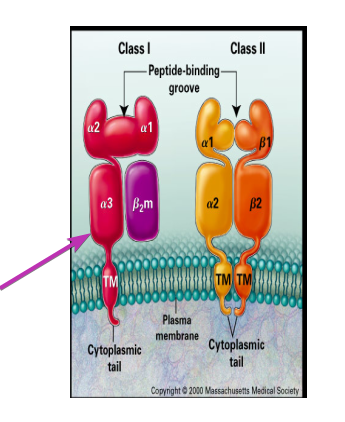 Class I
Class II
Peptide-binding
groove
α2
α1
α1
β1
α3
β₂m
α2
β2
TM
TM
TM
Plasma
membrane
Cytoplasmic
tail
Cytoplasmic
tail
Copyright © 2000 Massachusetts Medical Society